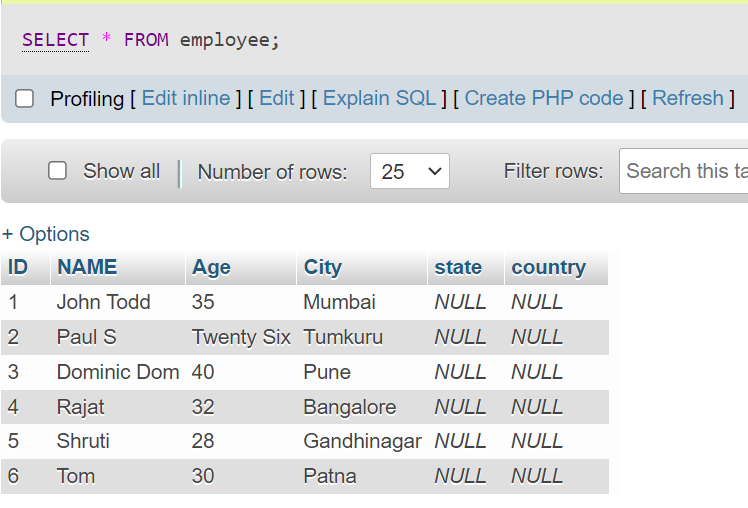 SELECT * FROM employee;
Profiling [ Edit inline ] [ Edit ] [ Explain SQL ] [ Create PHP code ] [ Refresh ]
Show all Number of rows: 25 Filter rows: Search this ta
+ Options
ID NAME Age City state country
1 John Todd 35 Mumbai NULL NULL
2 Paul S Twenty Six Tumkuru NULL NULL
3 Dominic Dom 40 Pune NULL NULL
4 Rajat 32 Bangalore NULL NULL
5 Shruti 28 Gandhinagar NULL NULL
6 Tom 30 Patna NULL NULL